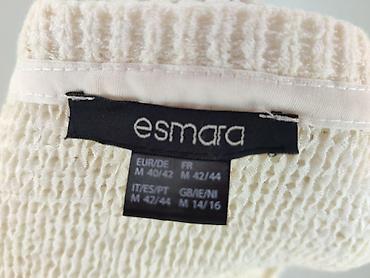 esmara
EUR/DE FR
M 40/42 M 42/44
IT/ES/PT GB/IE/NI
M 42/44 M 14/16